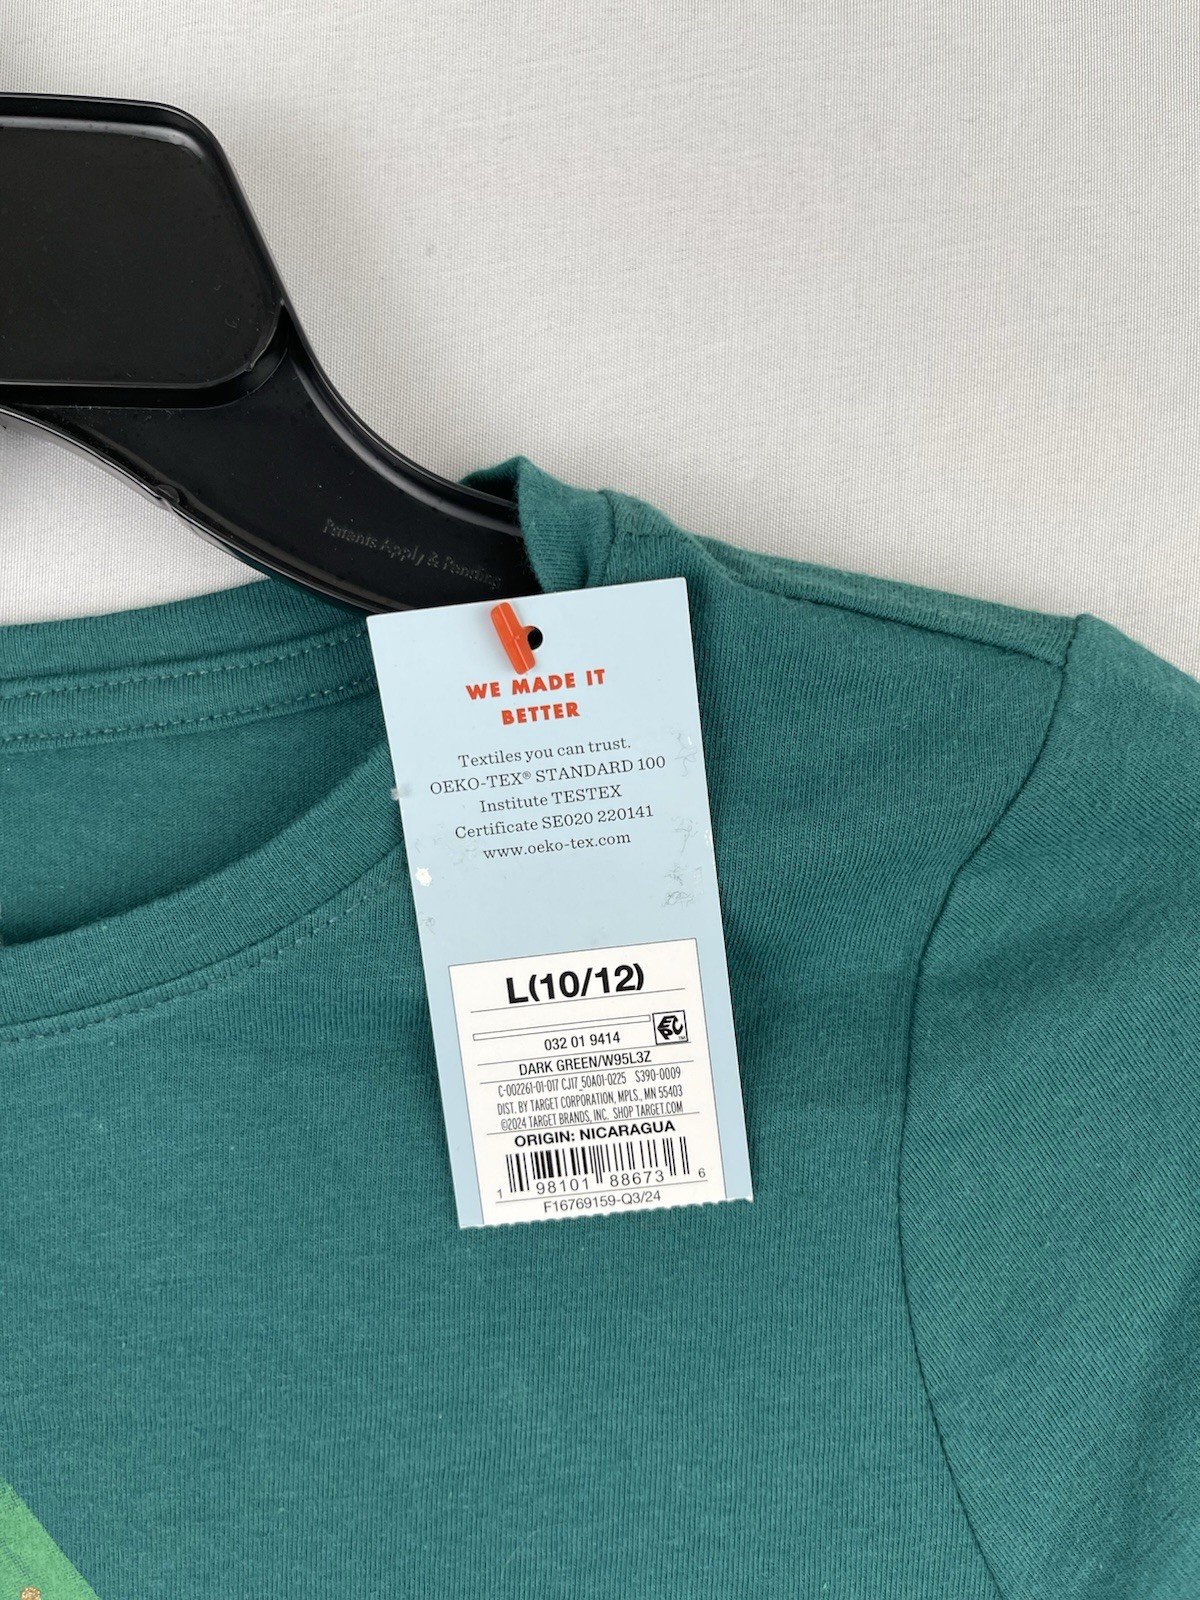 Patents Apply & Pending
WE MADE IT
BETTER
Textiles you can trust.
OEKO-TEX® STANDARD 100
Institute TESTEX
Certificate SE020 220141
www.oeko-tex.com
L(10/12)
EPC™
032 01 9414
DARK GREEN/W95L3Z
C-002261-01-017 CJ17_50A01-0225 S390-0009
DIST. BY TARGET CORPORATION, MPLS., MN 55403
©2024 TARGET BRANDS, INC. SHOP TARGET.COM
ORIGIN: NICARAGUA
1 98101 88673 6
F16769159-Q3/24